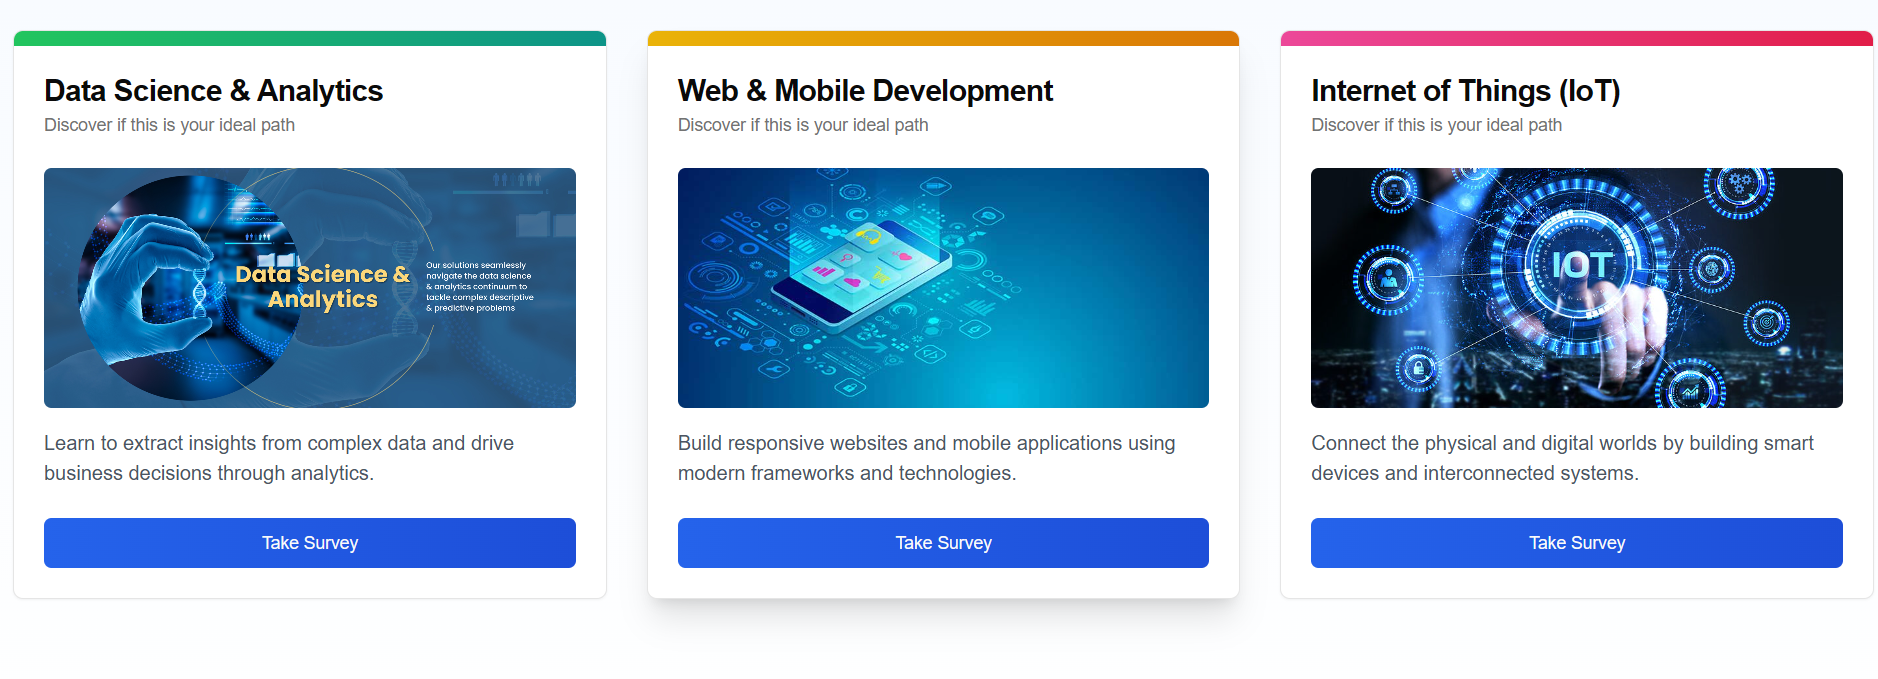 Data Science & Analytics
Discover if this is your ideal path
Data Science &
Analytics
Our solutions seamlessly
navigate the data science
& analytics continuum to
tackle complex descriptive
& predictive problems
Learn to extract insights from complex data and drive
business decisions through analytics.
Take Survey
Web & Mobile Development
Discover if this is your ideal path
Build responsive websites and mobile applications using
modern frameworks and technologies.
Take Survey
Internet of Things (IoT)
Discover if this is your ideal path
IOT
Connect the physical and digital worlds by building smart
devices and interconnected systems.
Take Survey